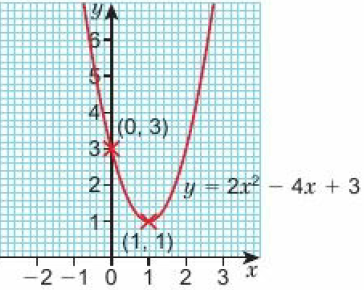 y
6
5
4
(0, 3)
3
2
y = 2x² − 4x + 3
1
(1, 1)
−2 −1 0 1 2 3 x